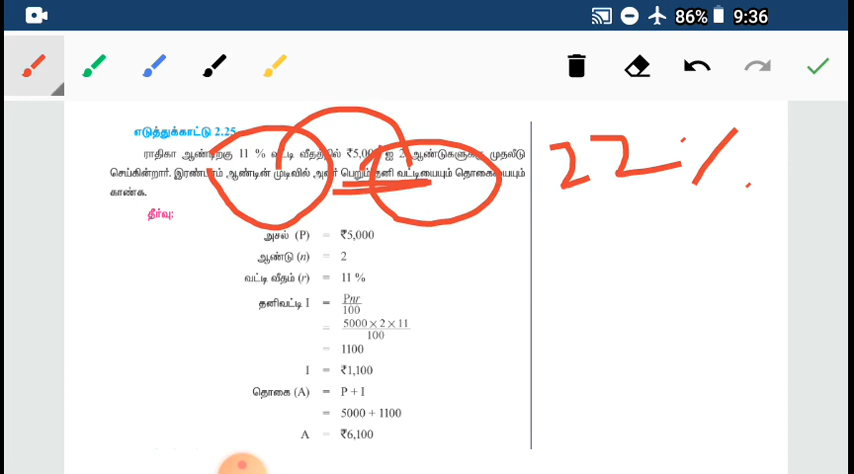 86% 9:36
எடுத்துக்காட்டு 2.25
ராதிகா ஆண்டிற்கு 11 % வட்டி வீதத்தில் ₹5,000 ஐ 2 ஆண்டுகளுக்கு முதலீடு
செய்கின்றார். இரண்டாம் ஆண்டின் முடிவில் அவர் பெறும் தனி வட்டியையும் தொகையையும்
காண்க.
22%
தீர்வு:
அசல் (P) = ₹5,000
ஆண்டு (n) = 2
வட்டி வீதம் (r) = 11 %
தனிவட்டி I = Pnr/100
= 5000 × 2 × 11/100
= 1100
I = ₹1,100
தொகை (A) = P + I
= 5000 + 1100
A = ₹6,100